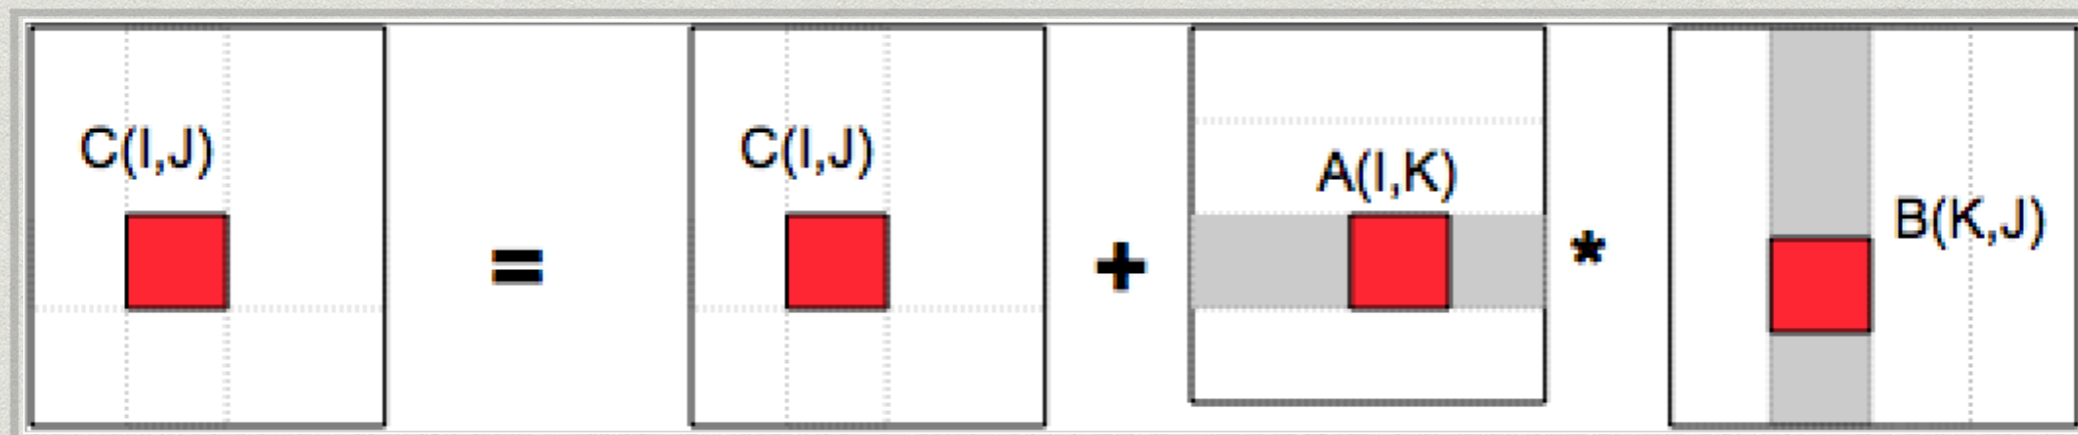 C(I,J) = C(I,J) + A(I,K) * B(K,J)